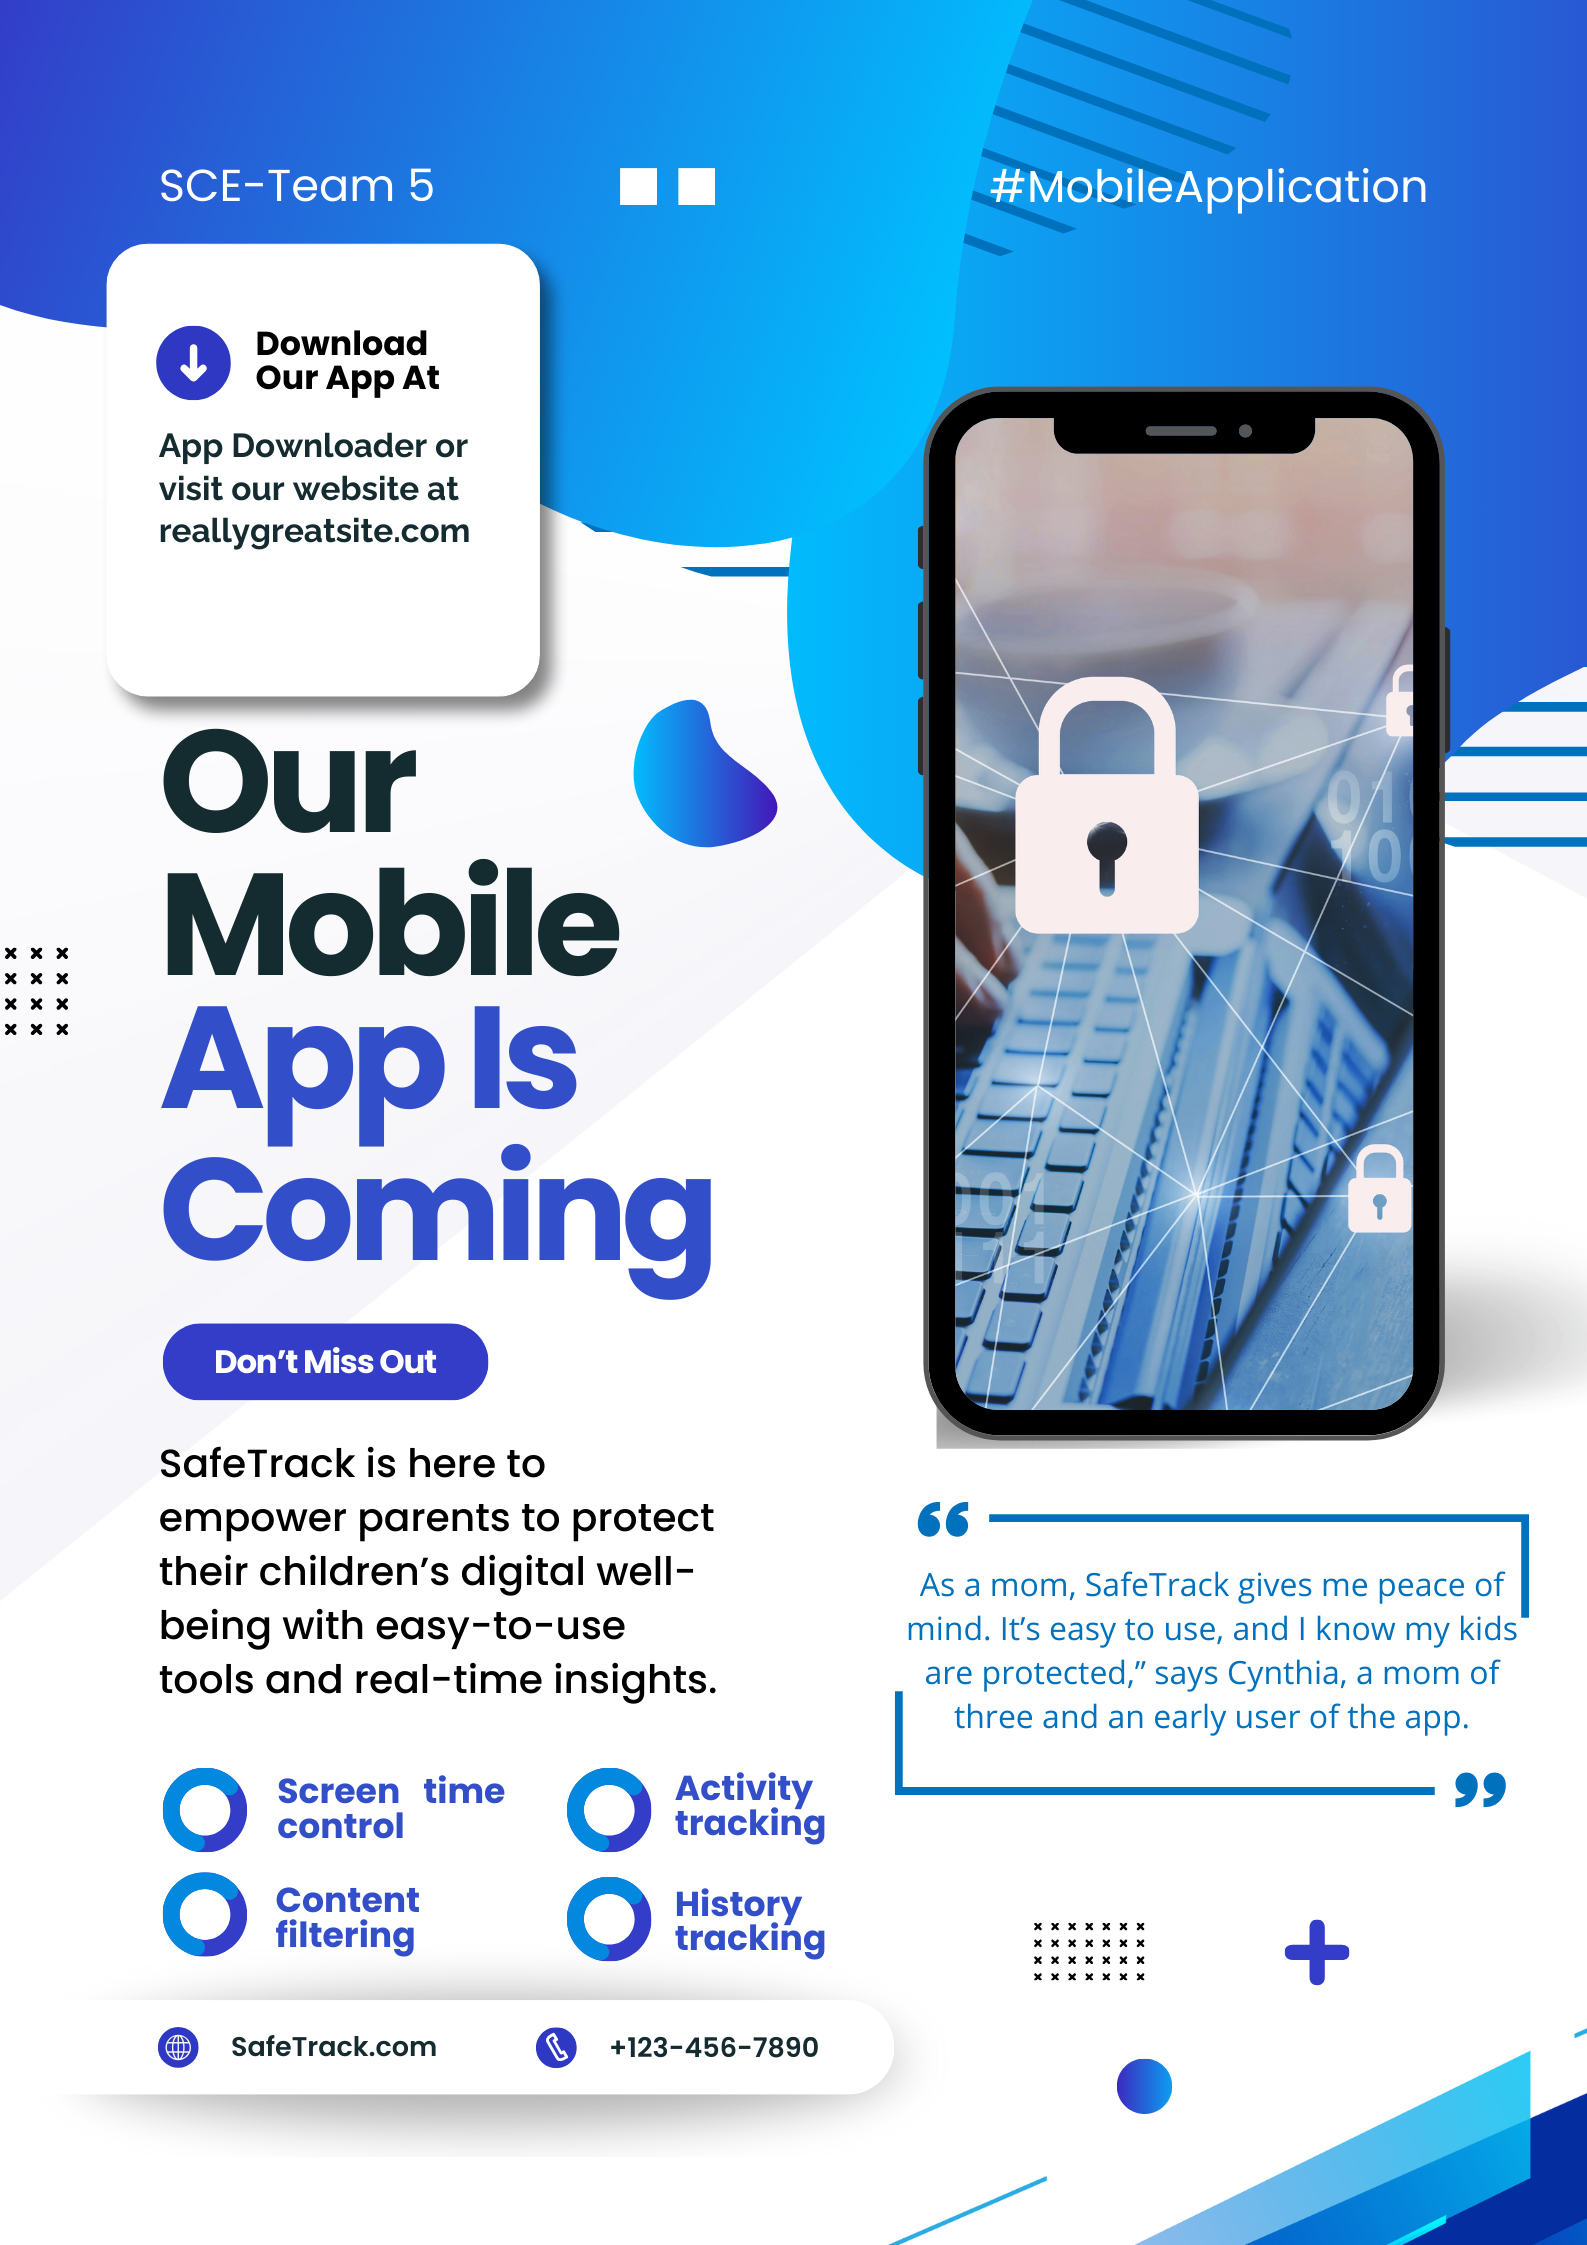 SCE-Team 5
#MobileApplication
Download
Our App At
App Downloader or
visit our website at
reallygreatsite.com
Our
Mobile
App Is
Coming
Don’t Miss Out
SafeTrack is here to
empower parents to protect
their children’s digital well-
being with easy-to-use
tools and real-time insights.
Screen time
control
Activity
tracking
Content
filtering
History
tracking
“
As a mom, SafeTrack gives me peace of
mind. It’s easy to use, and I know my kids
are protected,” says Cynthia, a mom of
three and an early user of the app.
”
SafeTrack.com
+123-456-7890
010
100
001
111